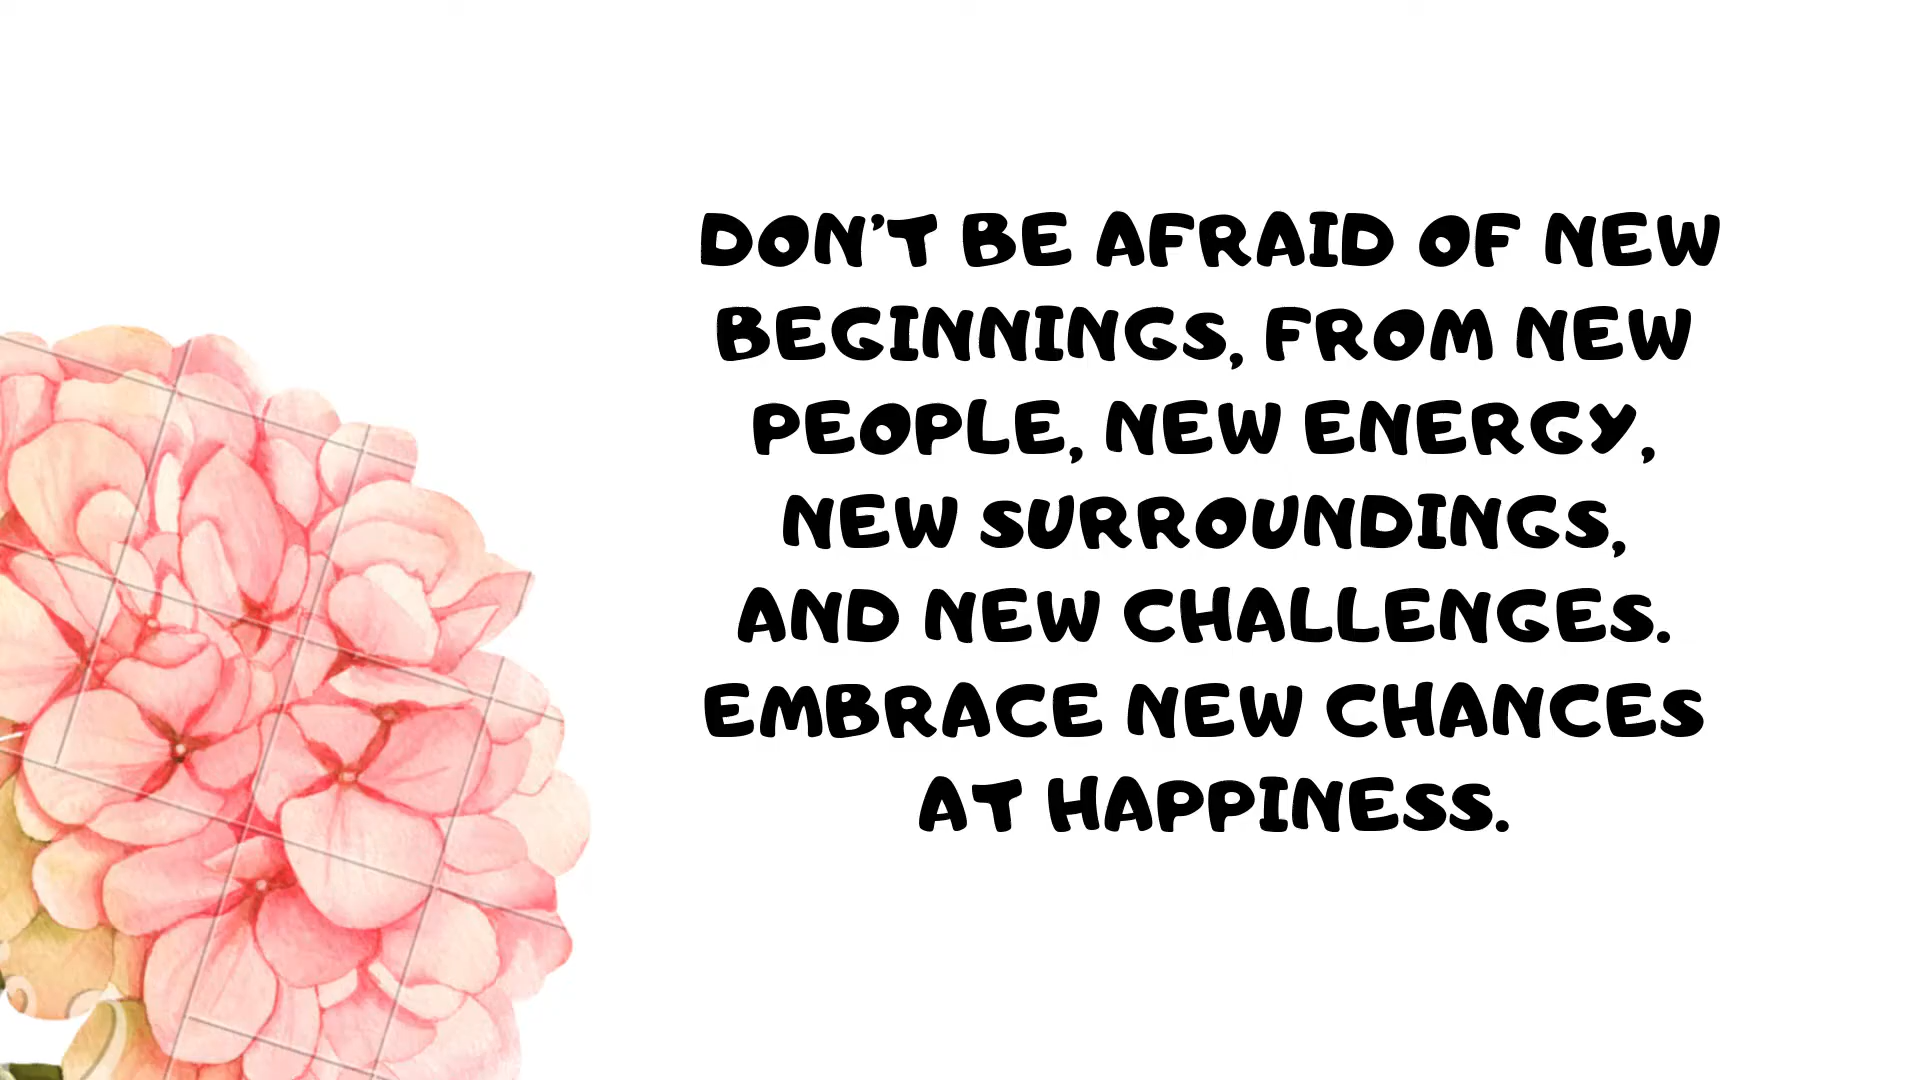 DON'T BE AFRAID OF NEW
BEGINNINGS, FROM NEW
PEOPLE, NEW ENERGY,
NEW SURROUNDINGS,
AND NEW CHALLENGES.
EMBRACE NEW CHANCES
AT HAPPINESS.